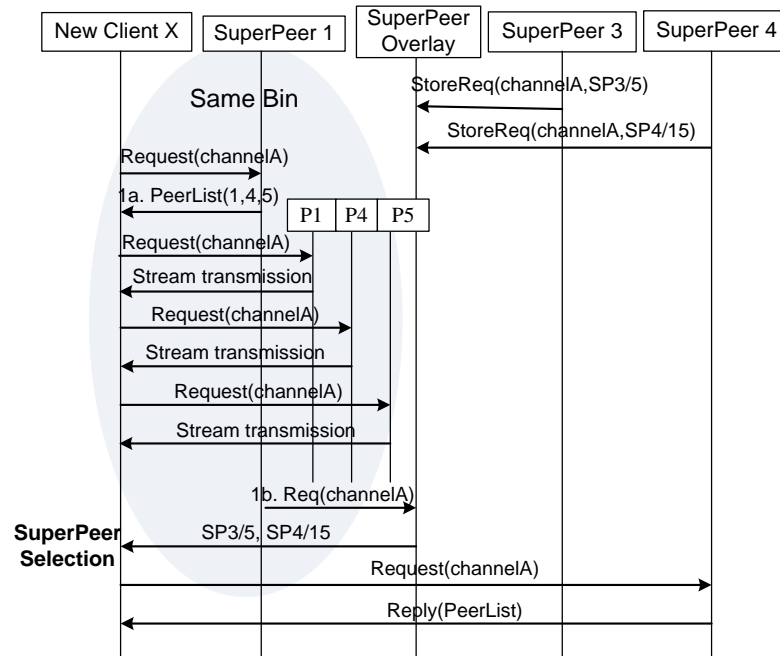 New Client X
SuperPeer 1
SuperPeer
Overlay
SuperPeer 3
SuperPeer 4
Same Bin
StoreReq(channelA,SP3/5)
StoreReq(channelA,SP4/15)
Request(channelA)
1a. PeerList(1,4,5)
P1
P4
P5
Request(channelA)
Stream transmission
Request(channelA)
Stream transmission
Request(channelA)
Stream transmission
1b. Req(channelA)
SuperPeer
Selection
SP3/5, SP4/15
Request(channelA)
Reply(PeerList)